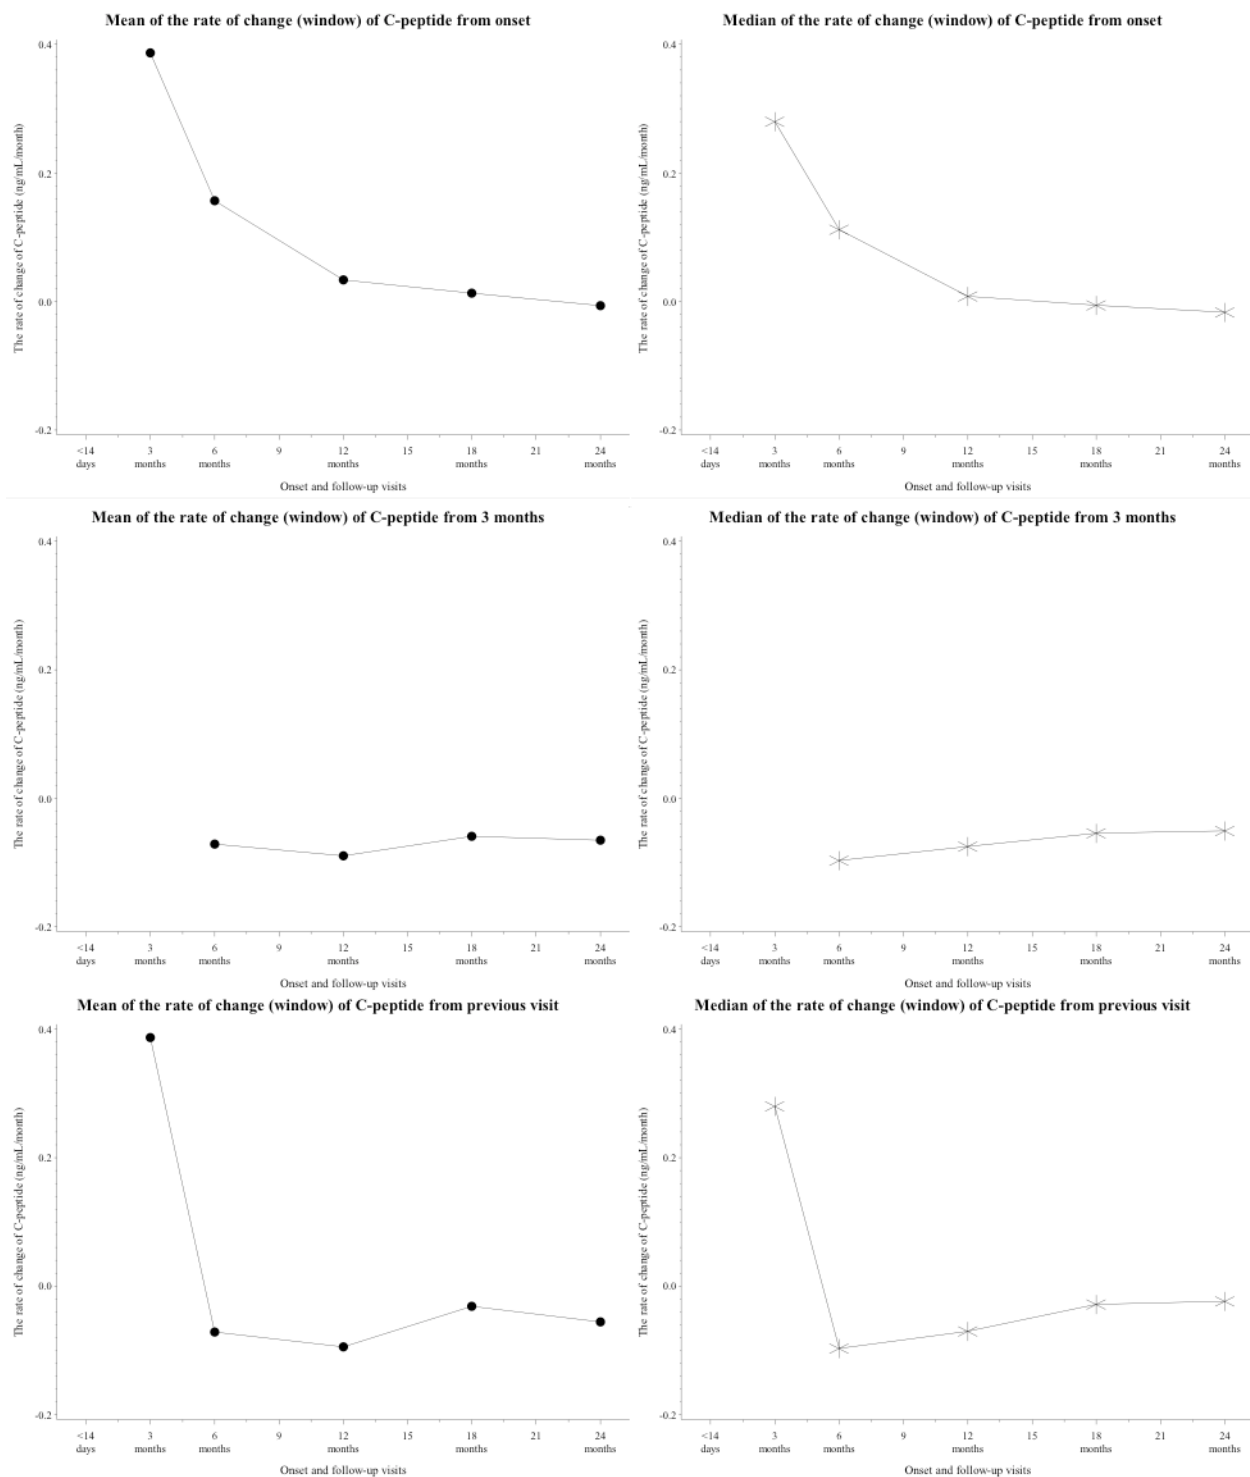 Mean of the rate of change (window) of C-peptide from onset
The rate of change of C-peptide (ng/mL/month)
0.4
0.2
0.0
-0.2
<14 3 6 9 12 15 18 21 24
days months months months months months
Onset and follow-up visits
Median of the rate of change (window) of C-peptide from onset
The rate of change of C-peptide (ng/mL/month)
0.4
0.2
0.0
-0.2
<14 3 6 9 12 15 18 21 24
days months months months months months
Onset and follow-up visits
Mean of the rate of change (window) of C-peptide from 3 months
The rate of change of C-peptide (ng/mL/month)
0.4
0.2
0.0
-0.2
<14 3 6 9 12 15 18 21 24
days months months months months months
Onset and follow-up visits
Median of the rate of change (window) of C-peptide from 3 months
The rate of change of C-peptide (ng/mL/month)
0.4
0.2
0.0
-0.2
<14 3 6 9 12 15 18 21 24
days months months months months months
Onset and follow-up visits
Mean of the rate of change (window) of C-peptide from previous visit
The rate of change of C-peptide (ng/mL/month)
0.4
0.2
0.0
-0.2
<14 3 6 9 12 15 18 21 24
days months months months months months
Onset and follow-up visits
Median of the rate of change (window) of C-peptide from previous visit
The rate of change of C-peptide (ng/mL/month)
0.4
0.2
0.0
-0.2
<14 3 6 9 12 15 18 21 24
days months months months months months
Onset and follow-up visits